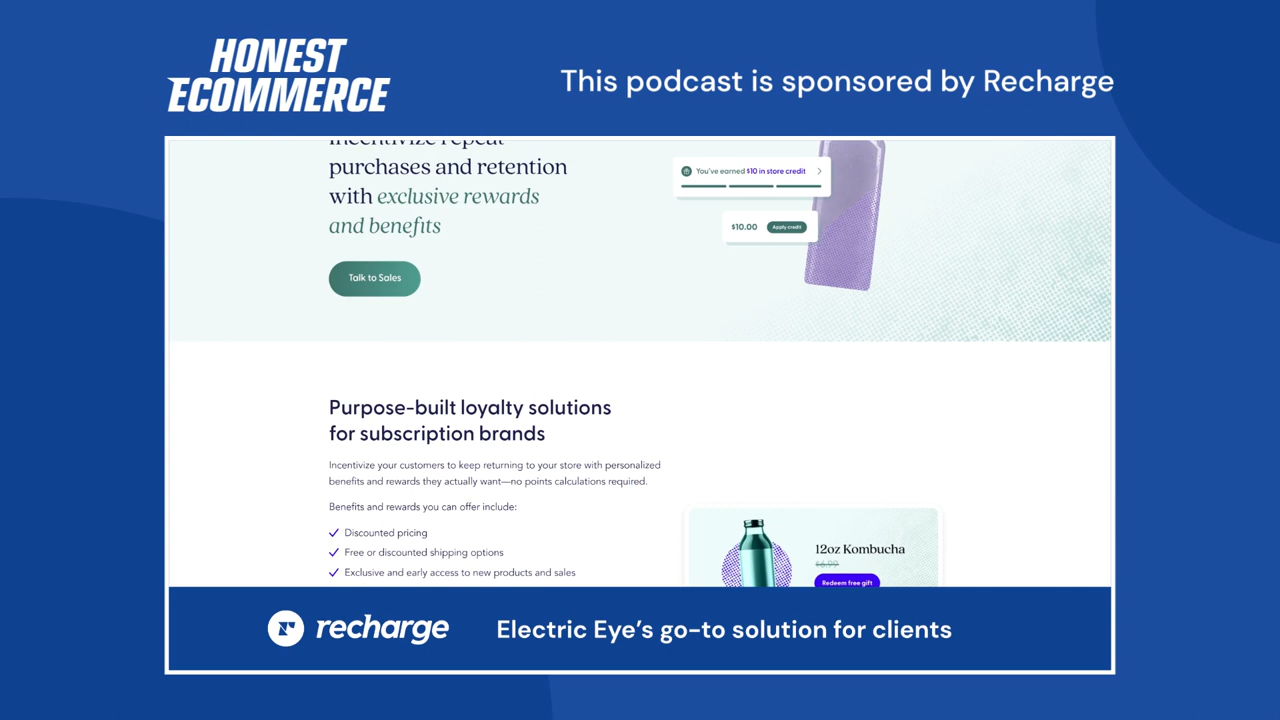 HONEST
ECOMMERCE
This podcast is sponsored by Recharge
Incentivize repeat
purchases and retention
with exclusive rewards
and benefits
Talk to Sales
You've earned $10 in store credit
$10.00
Apply credit
Purpose-built loyalty solutions
for subscription brands
Incentivize your customers to keep returning to your store with personalized
benefits and rewards they actually want—no points calculations required.
Benefits and rewards you can offer include:
Discounted pricing
Free or discounted shipping options
Exclusive and early access to new products and sales
12oz Kombucha
$6.99
Redeem free gift
recharge
Electric Eye's go-to solution for clients